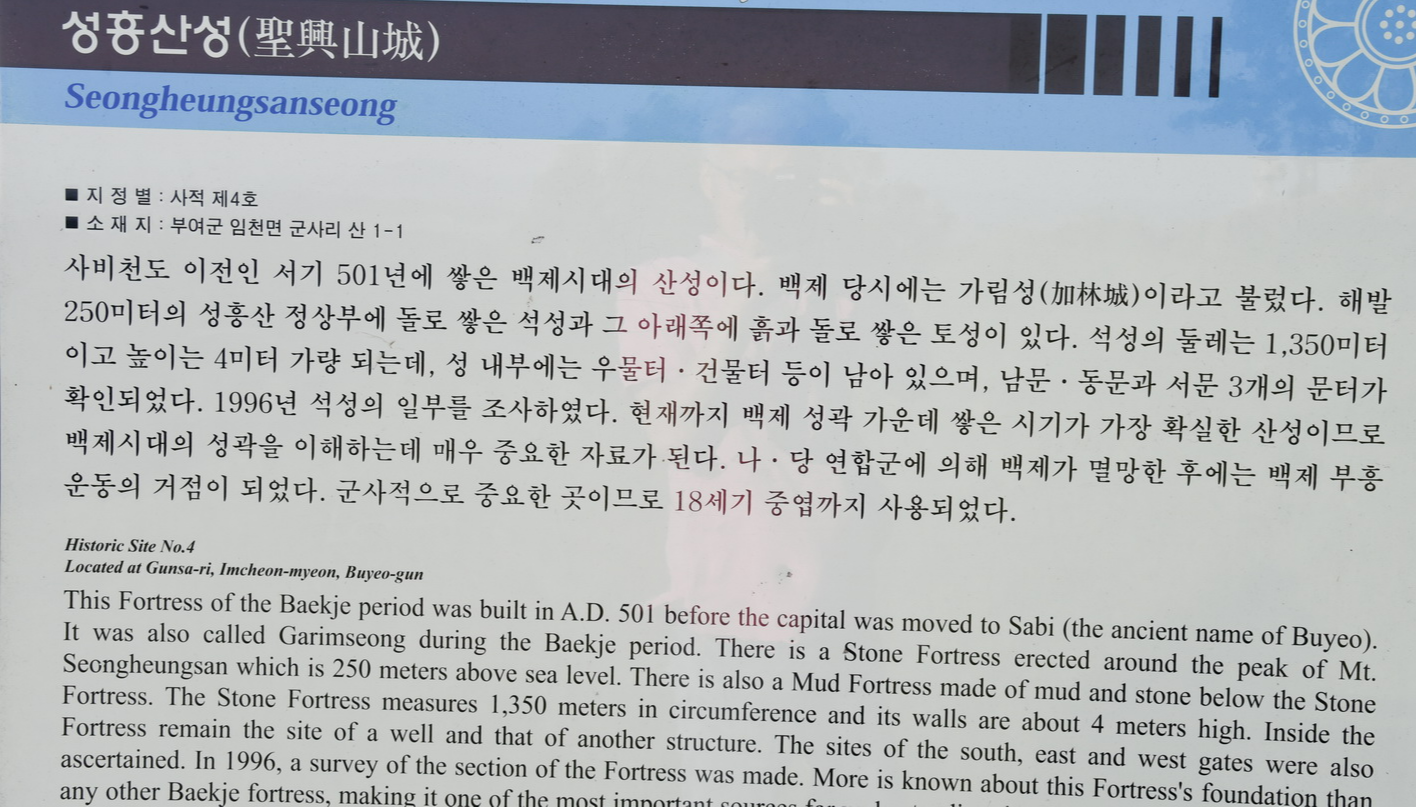 성흥산성(聖興山城)
Seongheungsanseong
■ 지 정 별 : 사적 제4호
■ 소 재 지 : 부여군 임천면 군사리 산 1-1
사비천도 이전인 서기 501년에 쌓은 백제시대의 산성이다. 백제 당시에는 가림성(加林城)이라고 불렀다. 해발
250미터의 성흥산 정상부에 돌로 쌓은 석성과 그 아래쪽에 흙과 돌로 쌓은 토성이 있다. 석성의 둘레는 1,350미터
이고 높이는 4미터 가량 되는데, 성 내부에는 우물터 · 건물터 등이 남아 있으며, 남문 · 동문과 서문 3개의 문터가
확인되었다. 1996년 석성의 일부를 조사하였다. 현재까지 백제 성곽 가운데 쌓은 시기가 가장 확실한 산성이므로
백제시대의 성곽을 이해하는데 매우 중요한 자료가 된다. 나 · 당 연합군에 의해 백제가 멸망한 후에는 백제 부흥
운동의 거점이 되었다. 군사적으로 중요한 곳이므로 18세기 중엽까지 사용되었다.
Historic Site No.4
Located at Gunsa-ri, Imcheon-myeon, Buyeo-gun
This Fortress of the Baekje period was built in A.D. 501 before the capital was moved to Sabi (the ancient name of Buyeo).
It was also called Garimseong during the Baekje period. There is a Stone Fortress erected around the peak of Mt.
Seongheungsan which is 250 meters above sea level. There is also a Mud Fortress made of mud and stone below the Stone
Fortress. The Stone Fortress measures 1,350 meters in circumference and its walls are about 4 meters high. Inside the
Fortress remain the site of a well and that of another structure. The sites of the south, east and west gates were also
ascertained. In 1996, a survey of the section of the Fortress was made. More is known about this Fortress's foundation than
any other Baekje fortress, making it one of the most important sources for